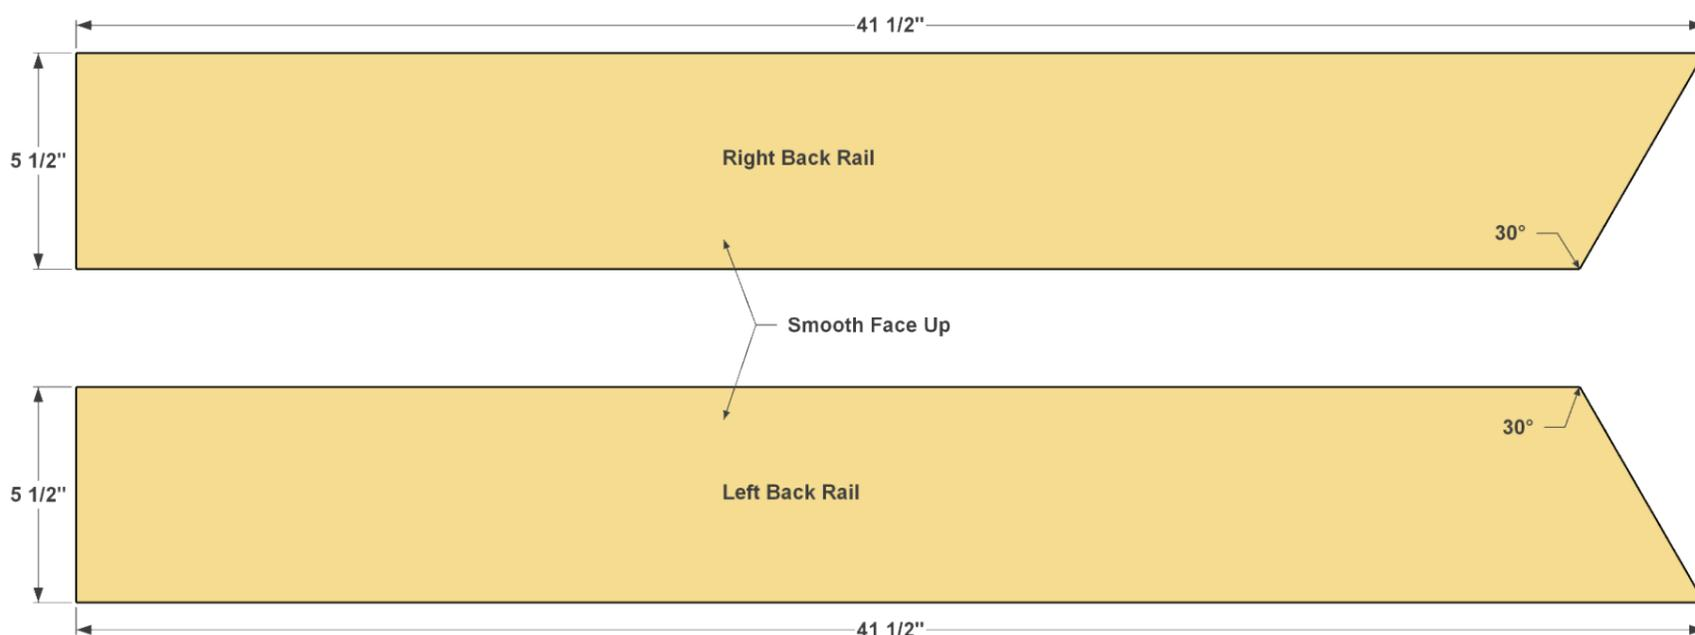 41 1/2"
5 1/2"
Right Back Rail
30°
Smooth Face Up
30°
5 1/2"
Left Back Rail
41 1/2"